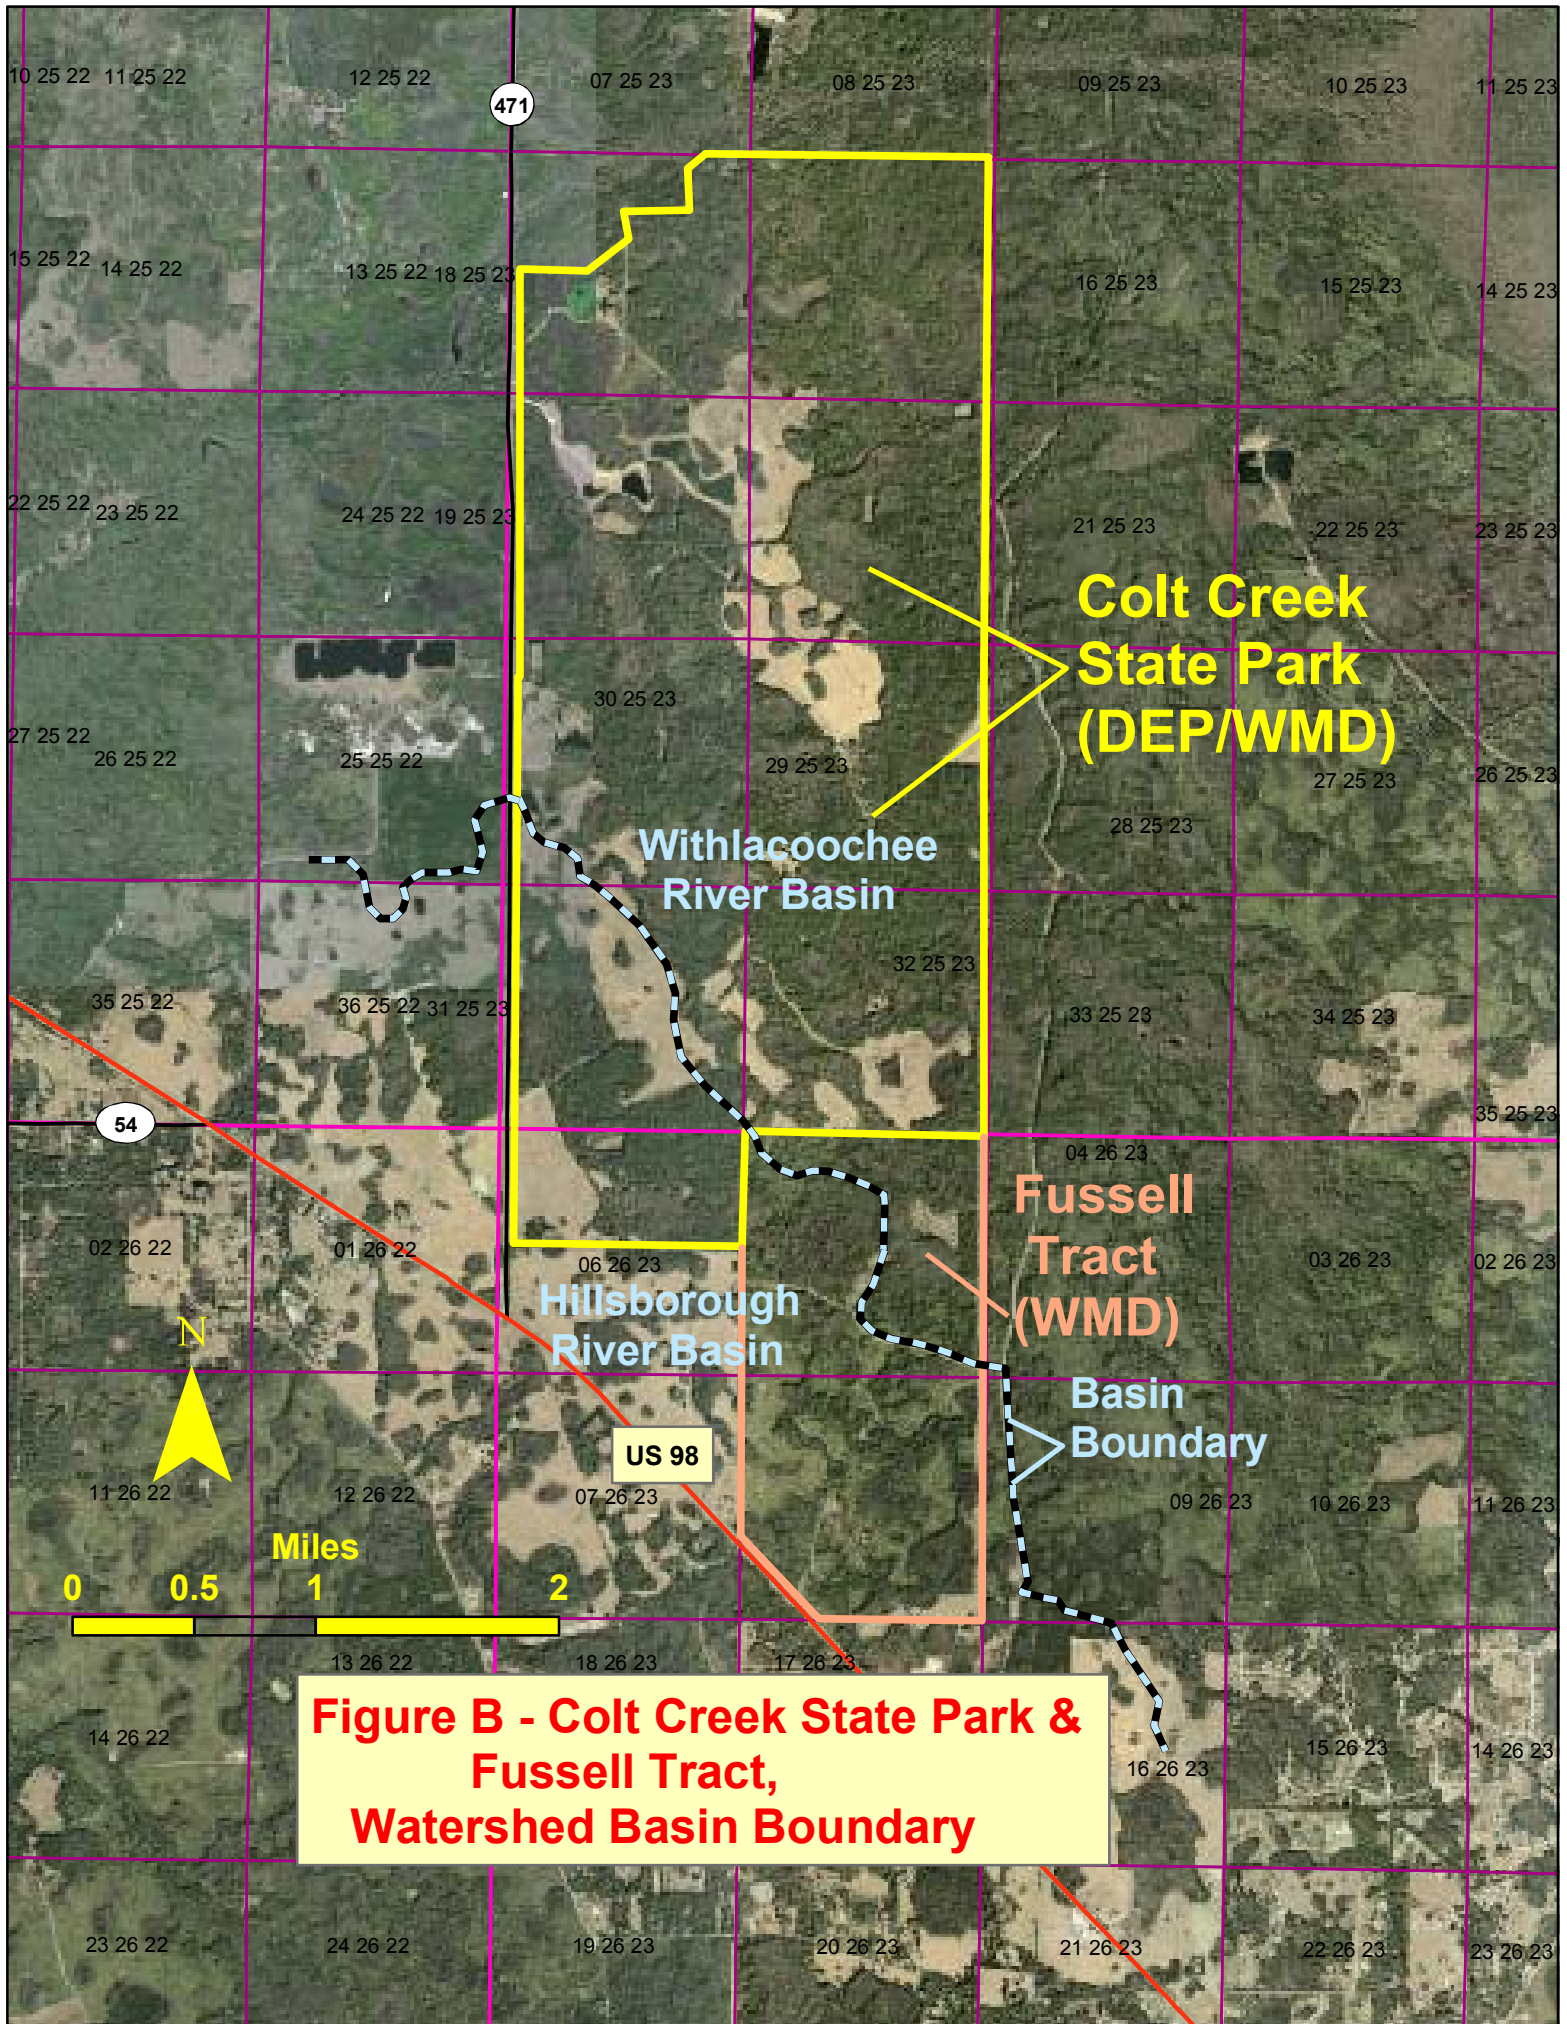 10 25 22 11 25 22
12 25 22
07 25 23
08 25 23
09 25 23
10 25 23
11 25 23
471
15 25 22 14 25 22
13 25 22 18 25 23
16 25 23
15 25 23
14 25 23
22 25 22 23 25 22
24 25 22 19 25 23
21 25 23
22 25 23
23 25 23
Colt Creek
State Park
(DEP/WMD)
27 25 22
26 25 22
25 25 22
30 25 23
29 25 23
28 25 23
27 25 23
26 25 23
Withlacoochee
River Basin
35 25 22
36 25 22 31 25 23
32 25 23
33 25 23
34 25 23
35 25 23
54
02 26 22
01 26 22
06 26 23
04 26 23
03 26 23
02 26 23
Fussell
Tract
(WMD)
Hillsborough
River Basin
N
Basin
Boundary
US 98
11 26 22
12 26 22
07 26 23
09 26 23
10 26 23
11 26 23
Miles
0 0.5 1 2
13 26 22
18 26 23
17 26 23
Figure B - Colt Creek State Park &
Fussell Tract,
Watershed Basin Boundary
14 26 22
16 26 23
15 26 23
14 26 23
23 26 22
24 26 22
19 26 23
20 26 23
21 26 23
22 26 23
23 26 23